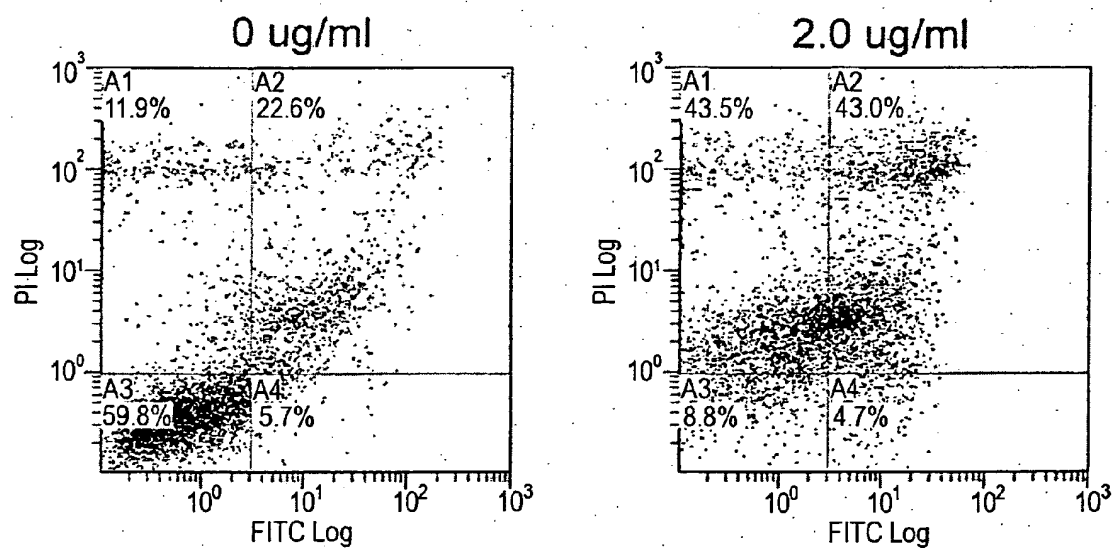 0 ug/ml
10³
A1
11.9%
A2
22.6%
10²
10¹
10⁰
A3
59.8%
A4
5.7%
PI Log
10⁰ 10¹ 10² 10³
FITC Log
2.0 ug/ml
10³
A1
43.5%
A2
43.0%
10²
10¹
10⁰
A3
8.8%
A4
4.7%
PI Log
10⁰ 10¹ 10² 10³
FITC Log